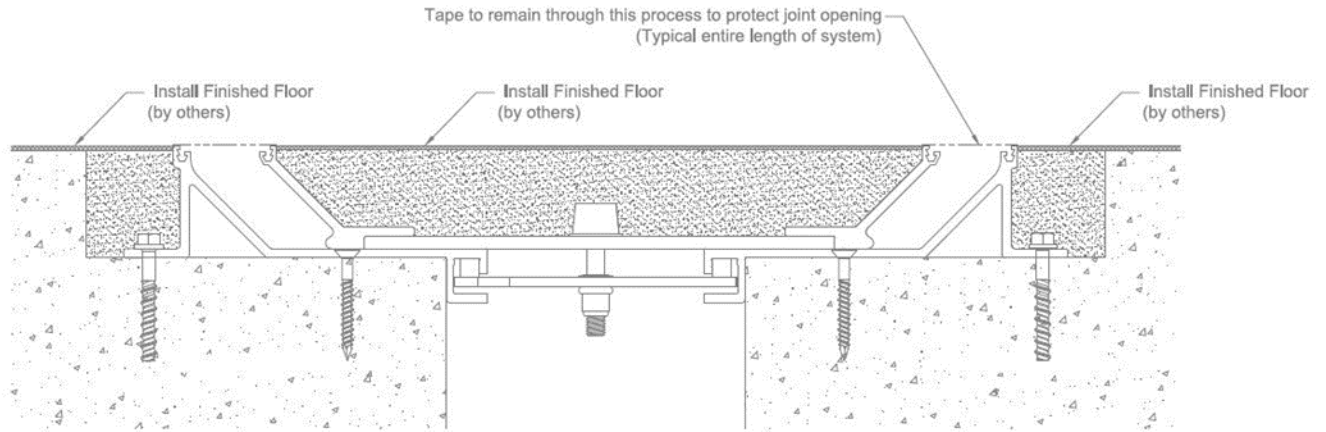 Tape to remain through this process to protect joint opening
(Typical entire length of system)
Install Finished Floor
(by others)
Install Finished Floor
(by others)
Install Finished Floor
(by others)